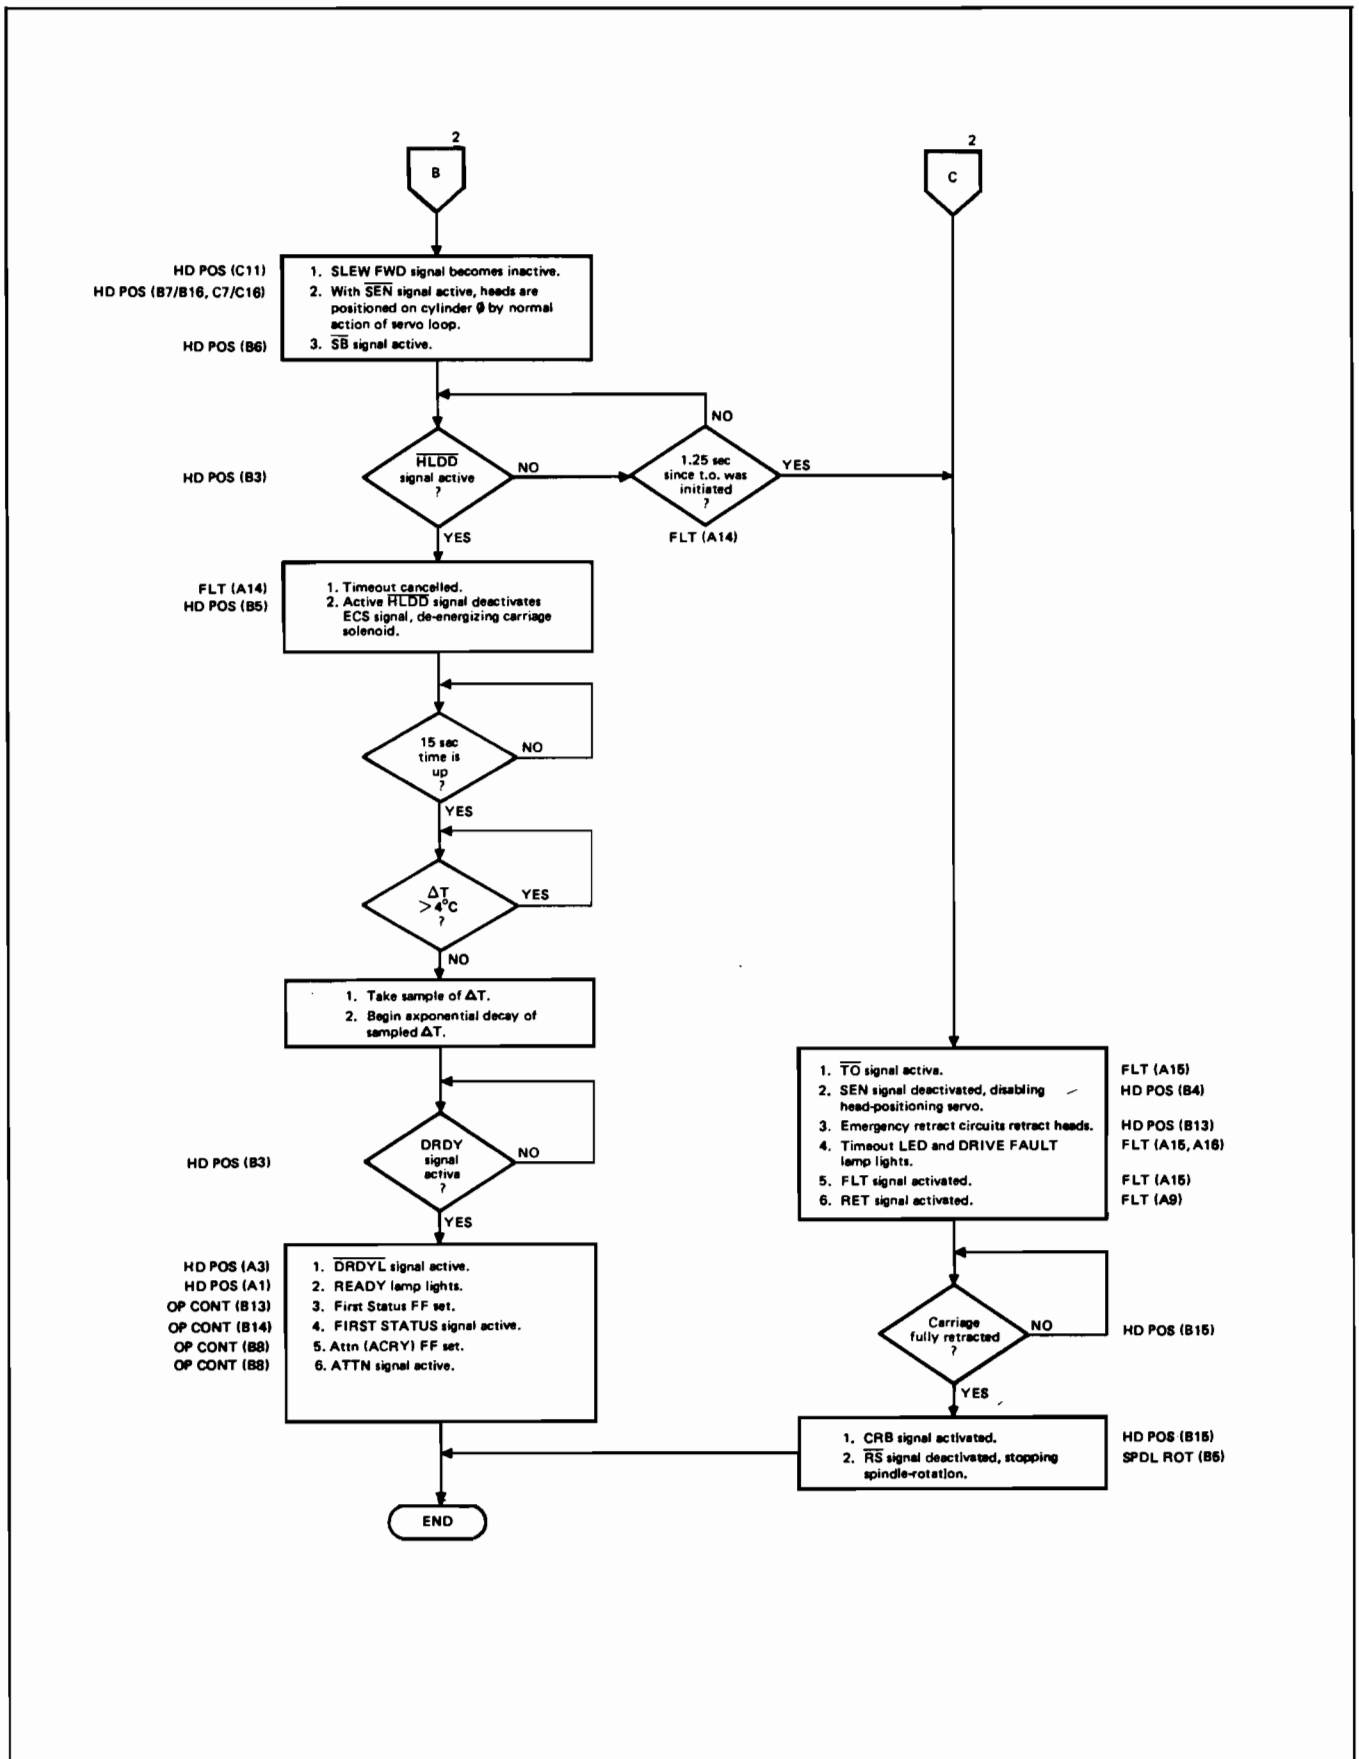 2
B
2
C
HD POS (C11)
1. SLEW FWD signal becomes inactive.
HD POS (B7/B16, C7/C16)
2. With S̅E̅N̅ signal active, heads are
positioned on cylinder 0 by normal
action of servo loop.
HD POS (B6)
3. S̅B̅ signal active.
NO
HD POS (B3)
H̅L̅D̅D̅
signal active
?
NO
1.25 sec
since t.o. was
initiated
?
YES
YES
FLT (A14)
FLT (A14)
1. Timeout cancelled.
HD POS (B5)
2. Active H̅L̅D̅D̅ signal deactivates
ECS signal, de-energizing carriage
solenoid.
15 sec
time is
up
?
NO
YES
ΔT
>4°C
?
YES
NO
1. Take sample of ΔT.
2. Begin exponential decay of
sampled ΔT.
HD POS (B3)
DRDY
signal
active
?
NO
YES
HD POS (A3)
1. D̅R̅D̅Y̅L̅ signal active.
HD POS (A1)
2. READY lamp lights.
OP CONT (B13)
3. First Status FF set.
OP CONT (B14)
4. FIRST STATUS signal active.
OP CONT (B8)
5. Attn (ACRY) FF set.
OP CONT (B8)
6. ATTN signal active.
1. T̅O̅ signal active.
FLT (A15)
2. SEN signal deactivated, disabling
head-positioning servo.
HD POS (B4)
3. Emergency retract circuits retract heads.
HD POS (B13)
4. Timeout LED and DRIVE FAULT
lamp lights.
FLT (A15, A16)
5. FLT signal activated.
FLT (A15)
6. RET signal activated.
FLT (A9)
Carriage
fully retracted
?
NO
HD POS (B15)
YES
1. CRB signal activated.
HD POS (B15)
2. R̅S̅ signal deactivated, stopping
spindle-rotation.
SPDL ROT (B5)
END